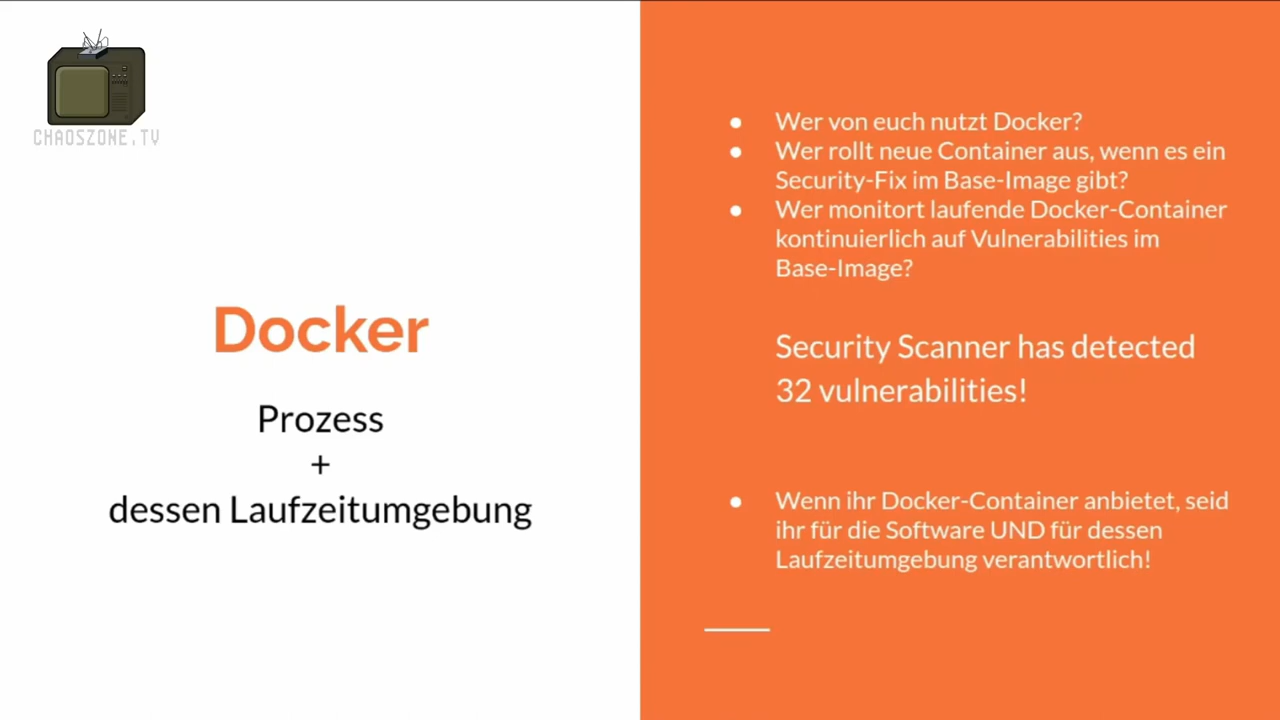 CHAOSZONE.TV
Docker
Prozess
+
dessen Laufzeitumgebung
● Wer von euch nutzt Docker?
● Wer rollt neue Container aus, wenn es ein
Security-Fix im Base-Image gibt?
● Wer monitort laufende Docker-Container
kontinuierlich auf Vulnerabilities im
Base-Image?
Security Scanner has detected
32 vulnerabilities!
● Wenn ihr Docker-Container anbietet, seid
ihr für die Software UND für dessen
Laufzeitumgebung verantwortlich!